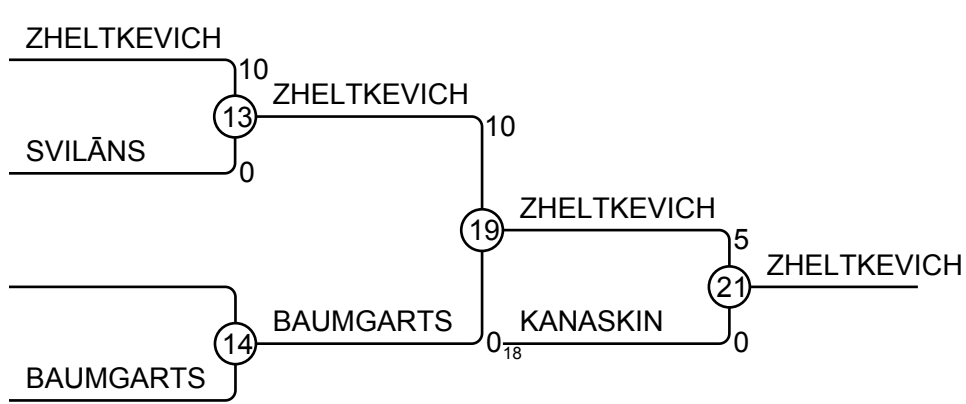 ZHELTKEVICH
10
13
ZHELTKEVICH
10
SVILĀNS
0
19
ZHELTKEVICH
5
21
ZHELTKEVICH
14
BAUMGARTS
0
18
KANASKIN
0
BAUMGARTS